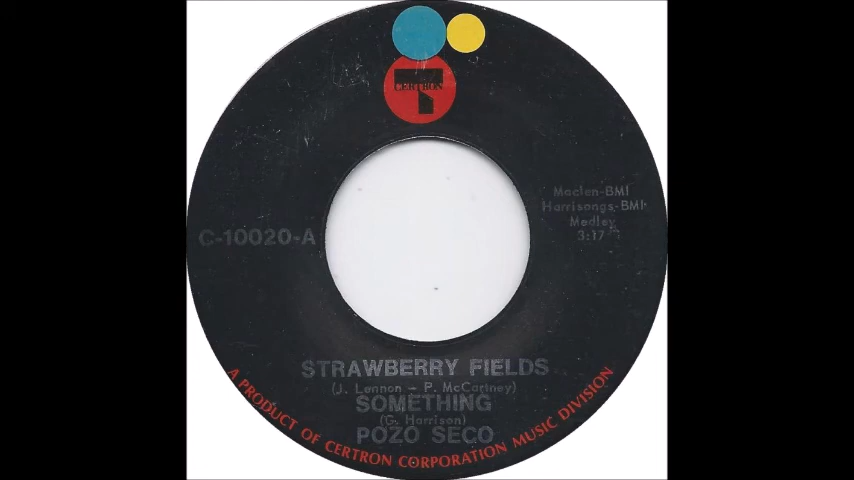 CERTRON
C-10020-A
Maclen-BMI
Harrisongs-BMI
Medley
3:17
STRAWBERRY FIELDS
(J. Lennon - P. McCartney)
SOMETHING
(G. Harrison)
POZO SECO
A PRODUCT OF CERTRON CORPORATION MUSIC DIVISION